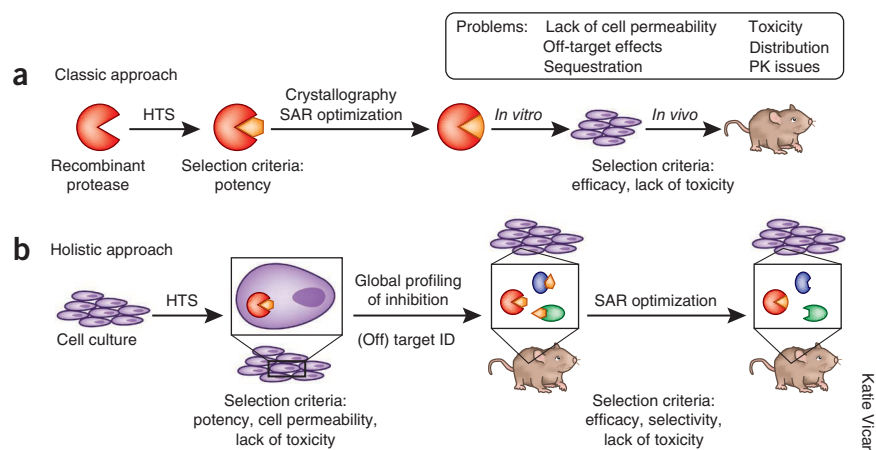 Problems: Lack of cell permeability Toxicity
Off-target effects Distribution
Sequestration PK issues
a Classic approach
HTS
Crystallography
SAR optimization
In vitro
In vivo
Recombinant
protease
Selection criteria:
potency
Selection criteria:
efficacy, lack of toxicity
b Holistic approach
Cell culture
HTS
Global profiling
of inhibition
(Off) target ID
SAR optimization
Selection criteria:
potency, cell permeability,
lack of toxicity
Selection criteria:
efficacy, selectivity,
lack of toxicity
Katie Vicar